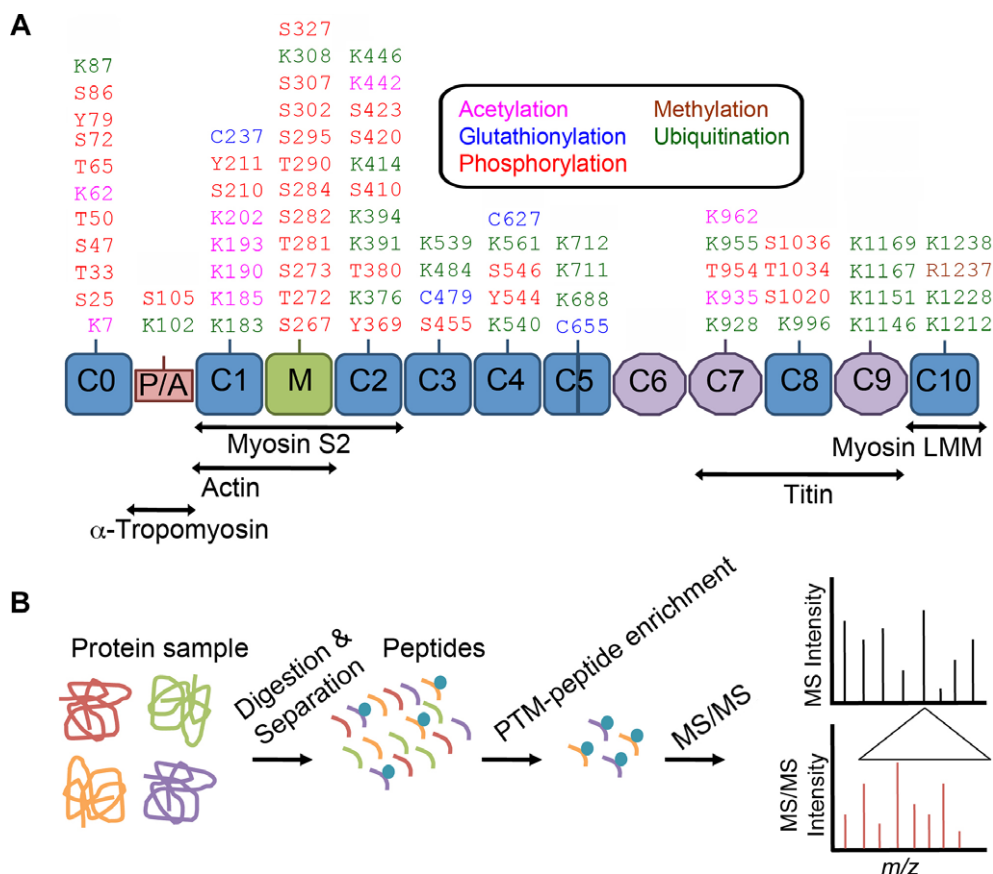 A
K87
S86
Y79
S72
T65
K62
T50
S47
T33
S25
K7
S105
K102
C237
Y211
S210
K202
K193
K190
K185
K183
S327
K308
S307
S302
S295
T290
S284
S282
T281
S273
T272
S267
K446
K442
S423
S420
K414
S410
K394
K391
T380
K376
Y369
K539
K484
C479
S455
C627
K561
S546
Y544
K540
K712
K711
K688
C655
K962
K955
T954
K935
K928
S1036
T1034
S1020
K996
K1169
K1167
K1151
K1146
K1238
R1237
K1228
K1212
Acetylation Methylation
Glutathionylation Ubiquitination
Phosphorylation
C0 P/A C1 M C2 C3 C4 C5 C6 C7 C8 C9 C10
Myosin S2 Myosin LMM
Actin Titin
α-Tropomyosin
B
Protein sample
Digestion &
Separation
Peptides
PTM-peptide enrichment
MS/MS
MS Intensity
MS/MS
Intensity
m/z